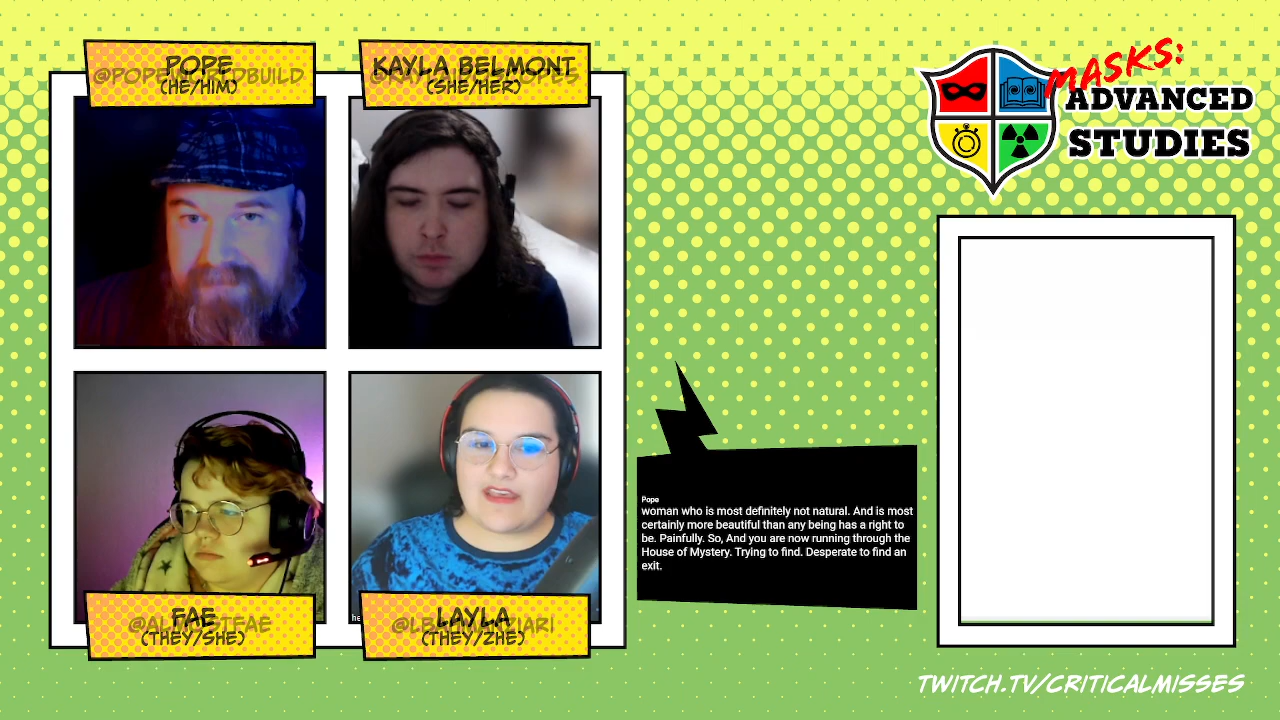 POPE
(HE/HIM)
KAYLA BELMONT
(SHE/HER)
MASKS:
ADVANCED
STUDIES
Pope
woman who is most definitely not natural. And is most
certainly more beautiful than any being has a right to
be. Painfully. So, And you are now running through the
House of Mystery. Trying to find. Desperate to find an
exit.
FAE
(THEY/SHE)
he
LAYLA
(THEY/ZHE)
TWITCH.TV/CRITICALMISSES